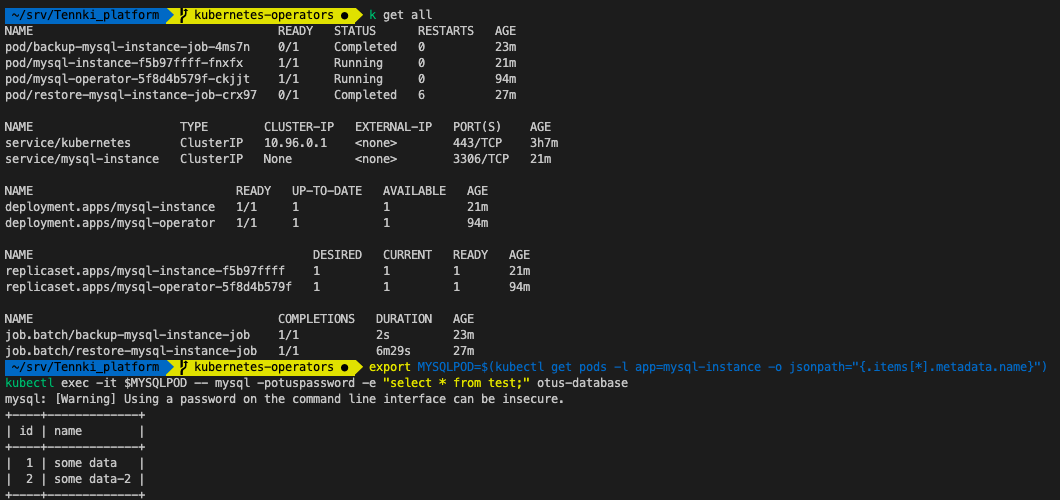 ~/srv/Tennki_platform kubernetes-operators ● k get all
NAME READY STATUS RESTARTS AGE
pod/backup-mysql-instance-job-4ms7n 0/1 Completed 0 23m
pod/mysql-instance-f5b97ffff-fnxfx 1/1 Running 0 21m
pod/mysql-operator-5f8d4b579f-ckjjt 1/1 Running 0 94m
pod/restore-mysql-instance-job-crx97 0/1 Completed 6 27m
NAME TYPE CLUSTER-IP EXTERNAL-IP PORT(S) AGE
service/kubernetes ClusterIP 10.96.0.1 <none> 443/TCP 3h7m
service/mysql-instance ClusterIP None <none> 3306/TCP 21m
NAME READY UP-TO-DATE AVAILABLE AGE
deployment.apps/mysql-instance 1/1 1 1 21m
deployment.apps/mysql-operator 1/1 1 1 94m
NAME DESIRED CURRENT READY AGE
replicaset.apps/mysql-instance-f5b97ffff 1 1 1 21m
replicaset.apps/mysql-operator-5f8d4b579f 1 1 1 94m
NAME COMPLETIONS DURATION AGE
job.batch/backup-mysql-instance-job 1/1 2s 23m
job.batch/restore-mysql-instance-job 1/1 6m29s 27m
~/srv/Tennki_platform kubernetes-operators ● export MYSQLPOD=$(kubectl get pods -l app=mysql-instance -o jsonpath="{.items[*].metadata.name}")
kubectl exec -it $MYSQLPOD -- mysql -potuspassword -e "select * from test;" otus-database
mysql: [Warning] Using a password on the command line interface can be insecure.
+----+-------------+
| id | name |
+----+-------------+
| 1 | some data |
| 2 | some data-2 |
+----+-------------+